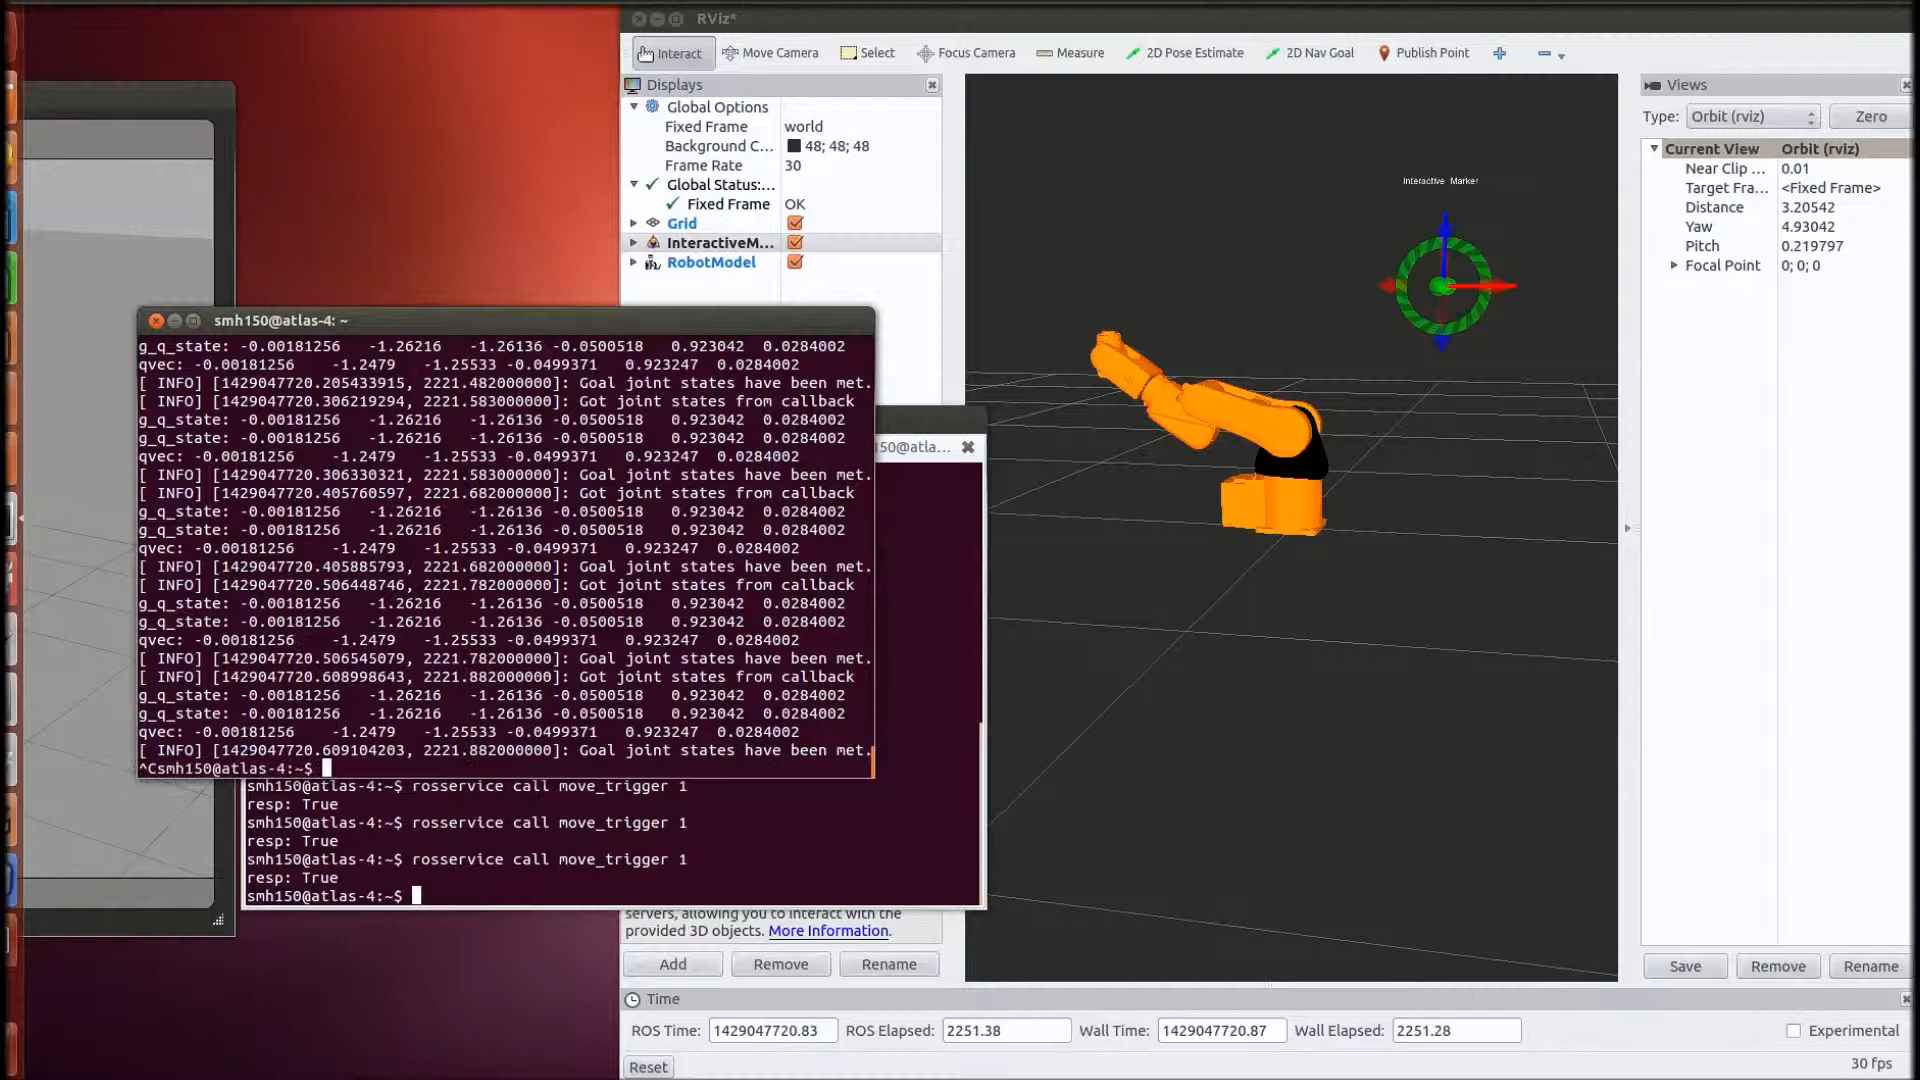 RViz*
Interact
Move Camera
Select
Focus Camera
Measure
2D Pose Estimate
2D Nav Goal
Publish Point
Displays
Global Options
Fixed Frame world
Background C... 48; 48; 48
Frame Rate 30
Global Status:...
Fixed Frame OK
Grid
InteractiveM...
RobotModel
smh150@atlas-4: ~
g_q_state: -0.00181256 -1.26216 -1.26136 -0.0500518 0.923042 0.0284002
qvec: -0.00181256 -1.2479 -1.25533 -0.0499371 0.923247 0.0284002
[ INFO] [1429047720.205433915, 2221.482000000]: Goal joint states have been met.
[ INFO] [1429047720.306219294, 2221.583000000]: Got joint states from callback
g_q_state: -0.00181256 -1.26216 -1.26136 -0.0500518 0.923042 0.0284002
g_q_state: -0.00181256 -1.26216 -1.26136 -0.0500518 0.923042 0.0284002
qvec: -0.00181256 -1.2479 -1.25533 -0.0499371 0.923247 0.0284002
[ INFO] [1429047720.306330321, 2221.583000000]: Goal joint states have been met.
[ INFO] [1429047720.405760597, 2221.682000000]: Got joint states from callback
g_q_state: -0.00181256 -1.26216 -1.26136 -0.0500518 0.923042 0.0284002
g_q_state: -0.00181256 -1.26216 -1.26136 -0.0500518 0.923042 0.0284002
qvec: -0.00181256 -1.2479 -1.25533 -0.0499371 0.923247 0.0284002
[ INFO] [1429047720.405885793, 2221.682000000]: Goal joint states have been met.
[ INFO] [1429047720.506448746, 2221.782000000]: Got joint states from callback
g_q_state: -0.00181256 -1.26216 -1.26136 -0.0500518 0.923042 0.0284002
g_q_state: -0.00181256 -1.26216 -1.26136 -0.0500518 0.923042 0.0284002
qvec: -0.00181256 -1.2479 -1.25533 -0.0499371 0.923247 0.0284002
[ INFO] [1429047720.506545079, 2221.782000000]: Goal joint states have been met.
[ INFO] [1429047720.608998643, 2221.882000000]: Got joint states from callback
g_q_state: -0.00181256 -1.26216 -1.26136 -0.0500518 0.923042 0.0284002
g_q_state: -0.00181256 -1.26216 -1.26136 -0.0500518 0.923042 0.0284002
qvec: -0.00181256 -1.2479 -1.25533 -0.0499371 0.923247 0.0284002
[ INFO] [1429047720.609104203, 2221.882000000]: Goal joint states have been met.
^Csmh150@atlas-4:~$
50@atla...
smh150@atlas-4:~$ rosservice call move_trigger 1
resp: True
smh150@atlas-4:~$ rosservice call move_trigger 1
resp: True
smh150@atlas-4:~$ rosservice call move_trigger 1
resp: True
smh150@atlas-4:~$
servers, allowing you to interact with the
provided 3D objects. More Information.
Add
Remove
Rename
Interactive Marker
Views
Type: Orbit (rviz)
Zero
Current View Orbit (rviz)
Near Clip ... 0.01
Target Fra... <Fixed Frame>
Distance 3.20542
Yaw 4.93042
Pitch 0.219797
Focal Point 0; 0; 0
Save
Remove
Rename
Time
ROS Time: 1429047720.83
ROS Elapsed: 2251.38
Wall Time: 1429047720.87
Wall Elapsed: 2251.28
Experimental
Reset
30 fps